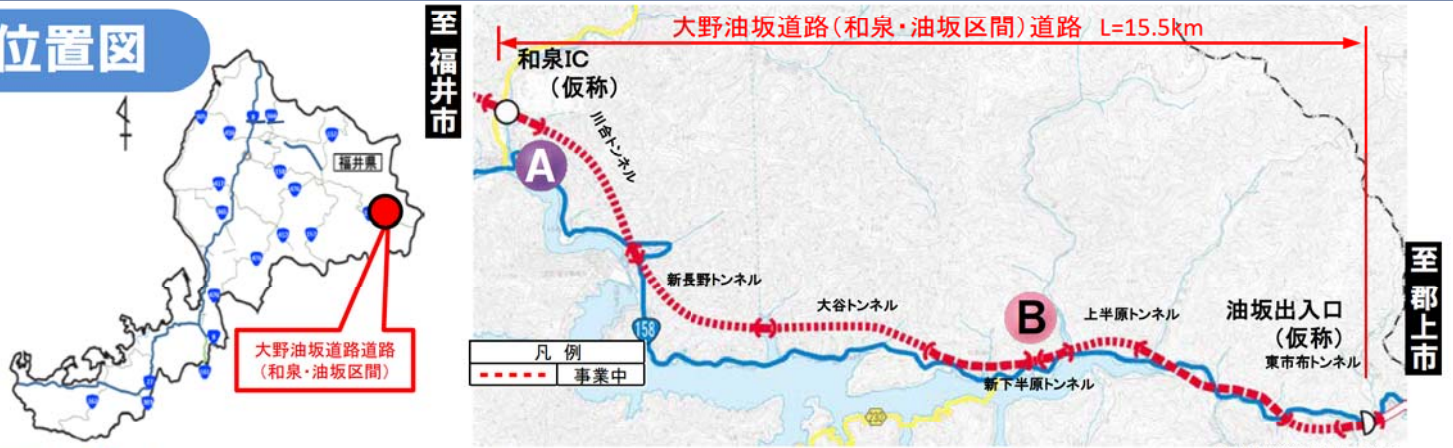 位置図
福井県
大野油坂道路道路
(和泉・油坂区間)
至 福井市
大野油坂道路(和泉・油坂区間)道路 L=15.5km
和泉IC
(仮称)
川合トンネル
A
新長野トンネル
158
大谷トンネル
B
上半原トンネル
新下半原トンネル
油坂出入口
(仮称)
東市布トンネル
凡 例
事業中
至 郡上市